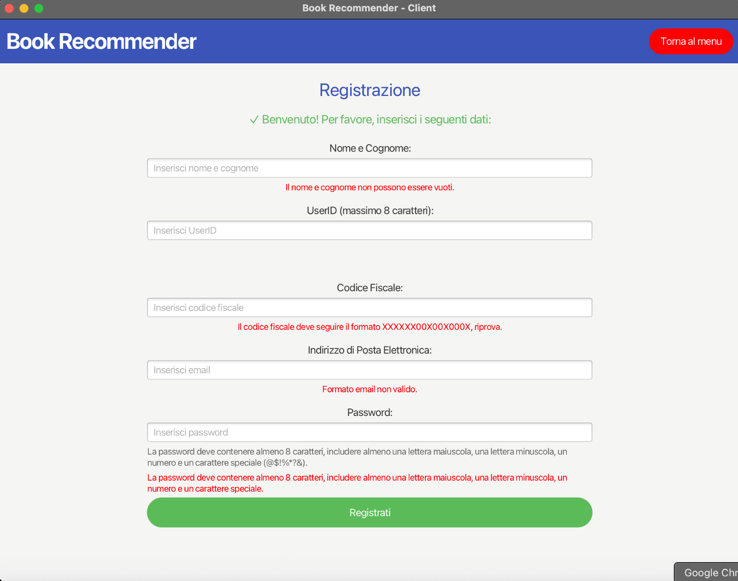 Book Recommender - Client
Book Recommender
Torna al menu
Registrazione
✓ Benvenuto! Per favore, inserisci i seguenti dati:
Nome e Cognome:
Inserisci nome e cognome
Il nome e cognome non possono essere vuoti.
UserID (massimo 8 caratteri):
Inserisci UserID
Codice Fiscale:
Inserisci codice fiscale
Il codice fiscale deve seguire il formato XXXXXX00X00X000X, riprova.
Indirizzo di Posta Elettronica:
Inserisci email
Formato email non valido.
Password:
Inserisci password
La password deve contenere almeno 8 caratteri, includere almeno una lettera maiuscola, una lettera minuscola, un
numero e un carattere speciale (@$!%*?&).
La password deve contenere almeno 8 caratteri, includere almeno una lettera maiuscola, una lettera minuscola, un
numero e un carattere speciale.
Registrati
Google Chr